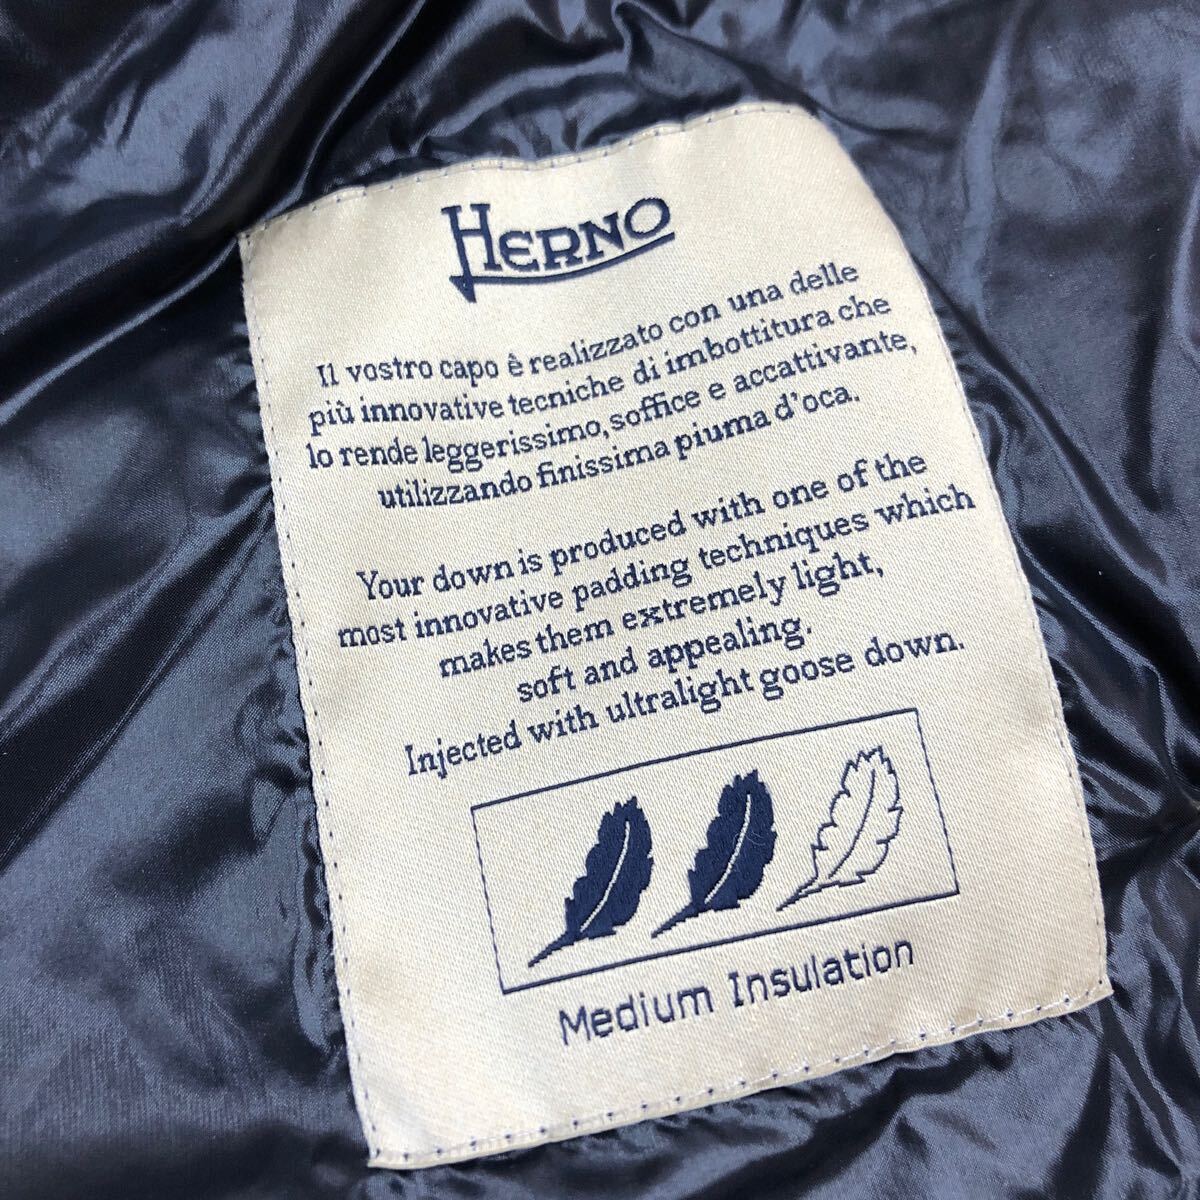 HERNO
Il vostro capo è realizzato con una delle
più innovative tecniche di imbottitura che
lo rende leggerissimo, soffice e accattivante,
utilizzando finissima piuma d'oca.
Your down is produced with one of the
most innovative padding techniques which
makes them extremely light,
soft and appealing.
Injected with ultralight goose down.
Medium Insulation